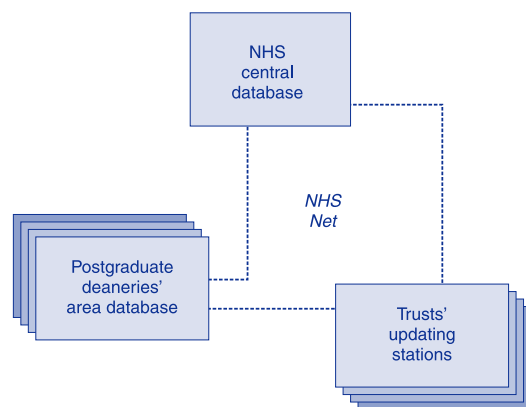 NHS
central
database
NHS
Net
Postgraduate
deaneries'
area database
Trusts'
updating
stations